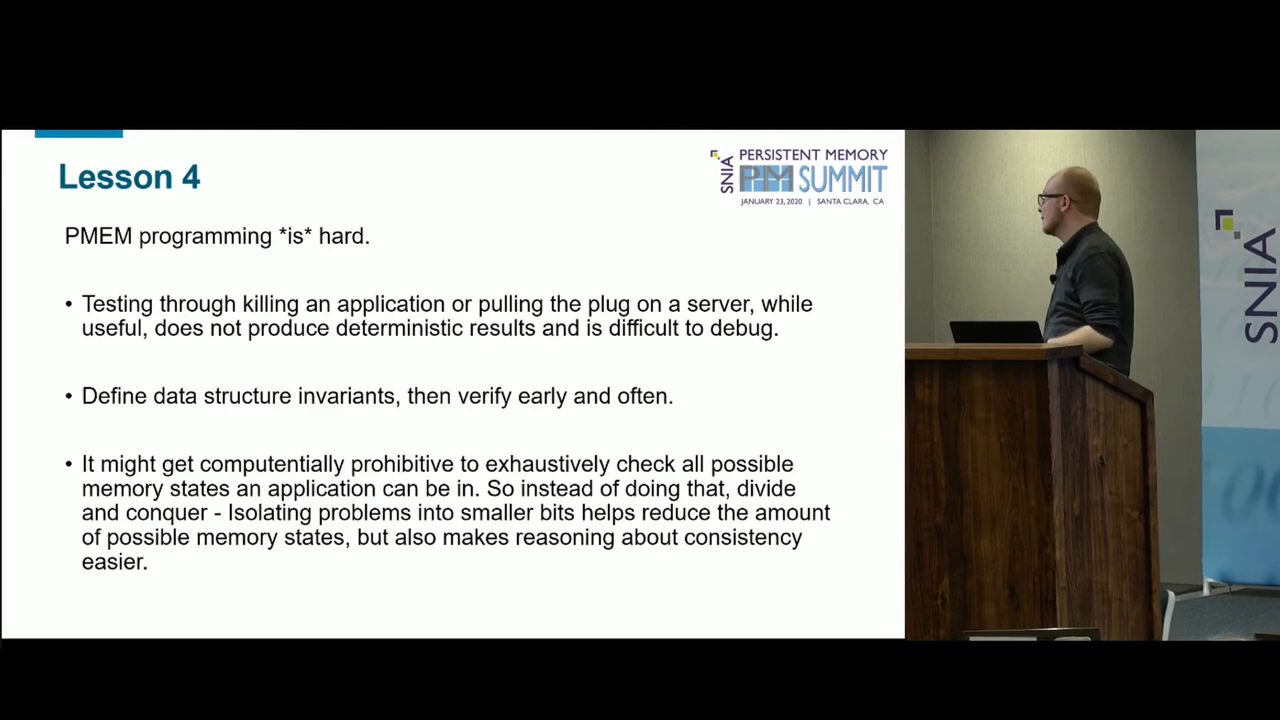 Lesson 4
SNIA
PERSISTENT MEMORY
PM SUMMIT
JANUARY 23, 2020 | SANTA CLARA, CA
PMEM programming *is* hard.
• Testing through killing an application or pulling the plug on a server, while
useful, does not produce deterministic results and is difficult to debug.
• Define data structure invariants, then verify early and often.
• It might get computentially prohibitive to exhaustively check all possible
memory states an application can be in. So instead of doing that, divide
and conquer - Isolating problems into smaller bits helps reduce the amount
of possible memory states, but also makes reasoning about consistency
easier.
SNIA